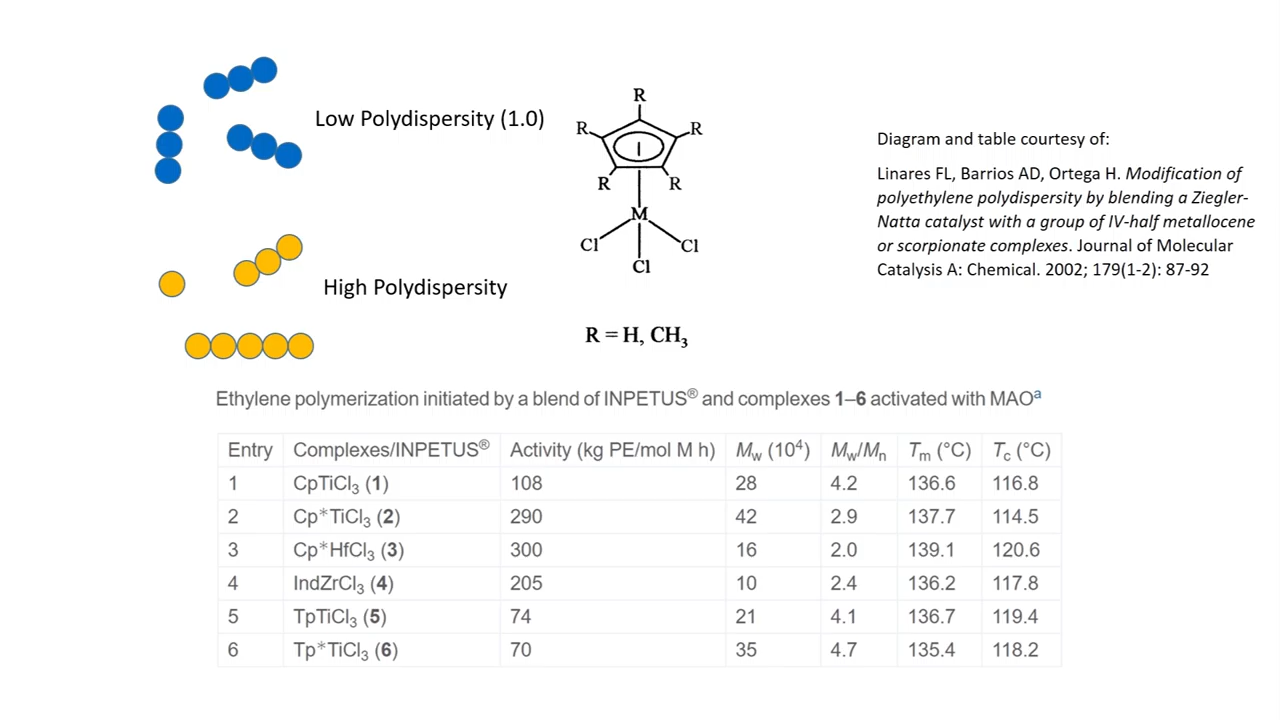 Low Polydispersity (1.0)
High Polydispersity
R
R
R
R
R
M
Cl
Cl
Cl
R = H, CH₃
Diagram and table courtesy of:
Linares FL, Barrios AD, Ortega H. Modification of
polyethylene polydispersity by blending a Ziegler-
Natta catalyst with a group of IV-half metallocene
or scorpionate complexes. Journal of Molecular
Catalysis A: Chemical. 2002; 179(1-2): 87-92
Ethylene polymerization initiated by a blend of INPETUS® and complexes 1–6 activated with MAOᵃ
Entry Complexes/INPETUS® Activity (kg PE/mol M h) Mw (10⁴) Mw/Mn Tm (°C) Tc (°C)
1 CpTiCl₃ (1) 108 28 4.2 136.6 116.8
2 Cp*TiCl₃ (2) 290 42 2.9 137.7 114.5
3 Cp*HfCl₃ (3) 300 16 2.0 139.1 120.6
4 IndZrCl₃ (4) 205 10 2.4 136.2 117.8
5 TpTiCl₃ (5) 74 21 4.1 136.7 119.4
6 Tp*TiCl₃ (6) 70 35 4.7 135.4 118.2